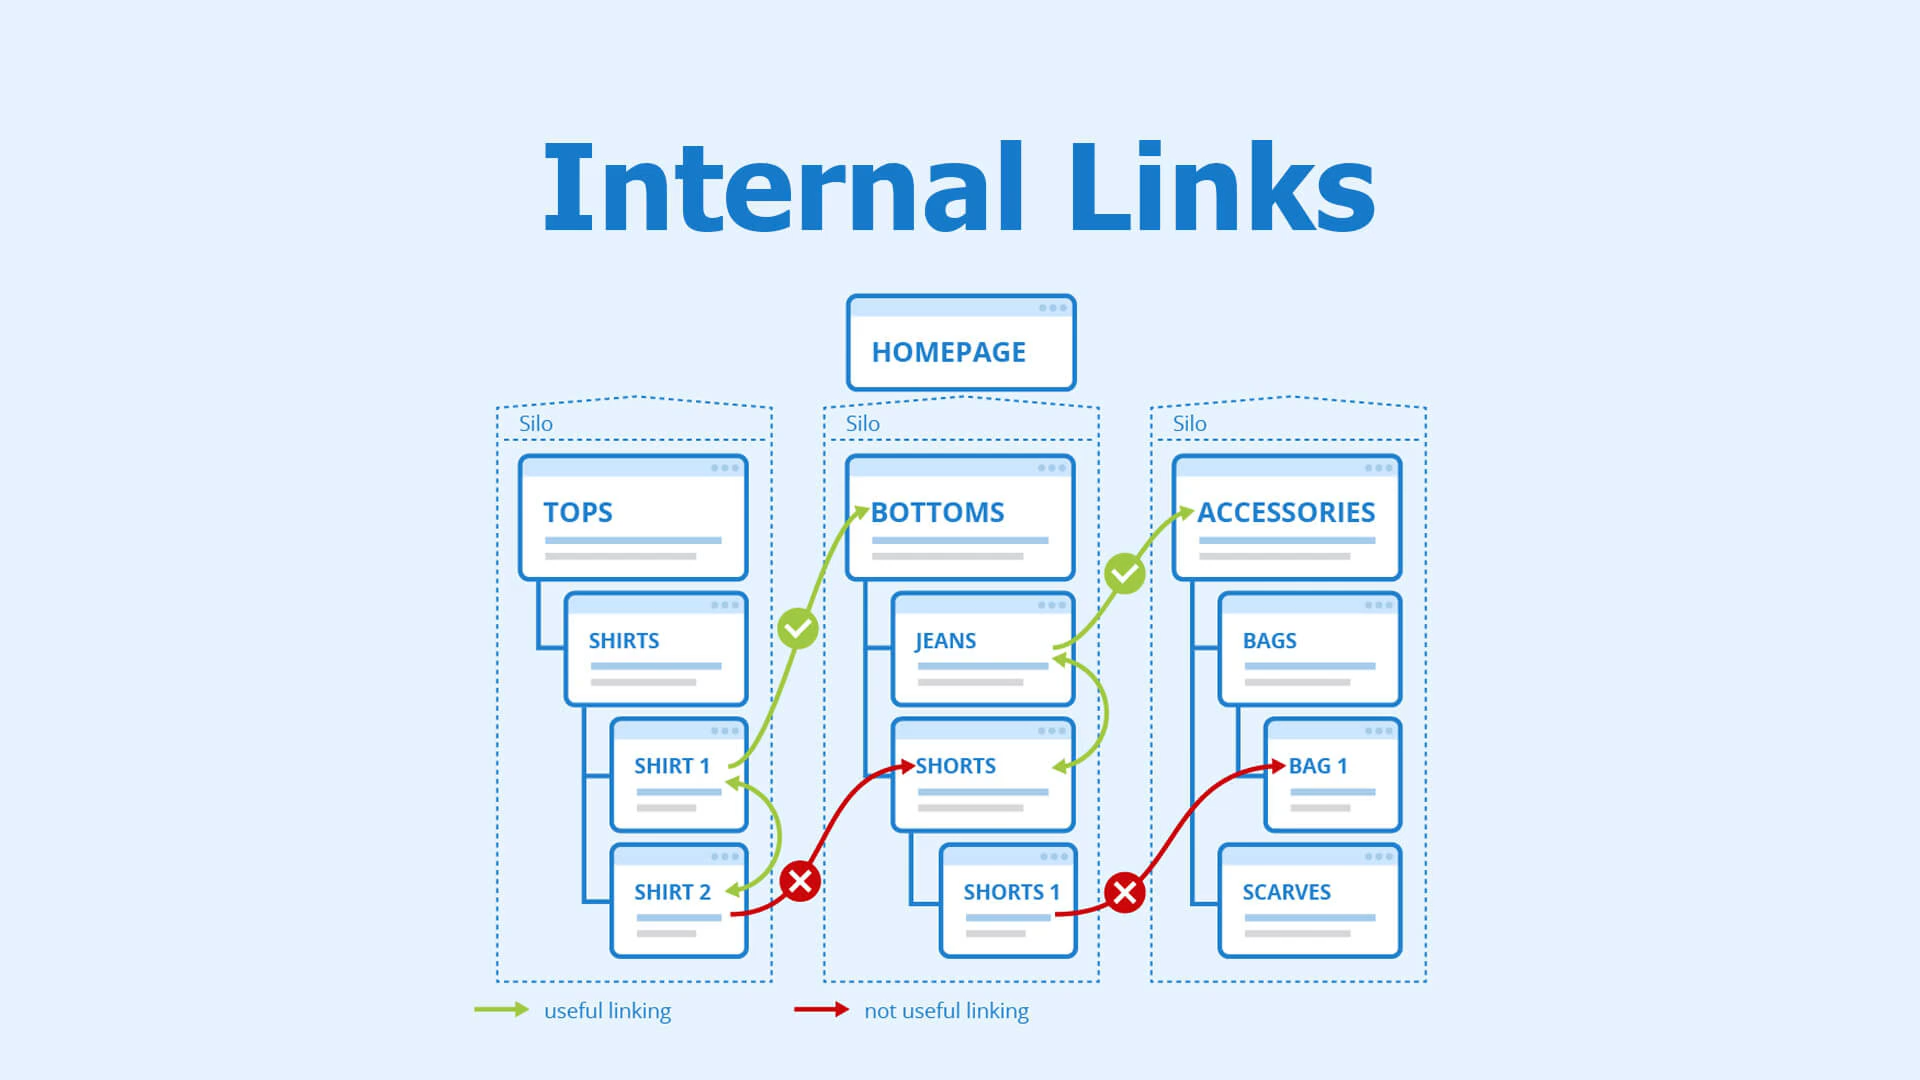 Internal Links
HOMEPAGE
Silo
TOPS
SHIRTS
SHIRT 1
SHIRT 2
Silo
BOTTOMS
JEANS
SHORTS
SHORTS 1
Silo
ACCESSORIES
BAGS
BAG 1
SCARVES
useful linking
not useful linking